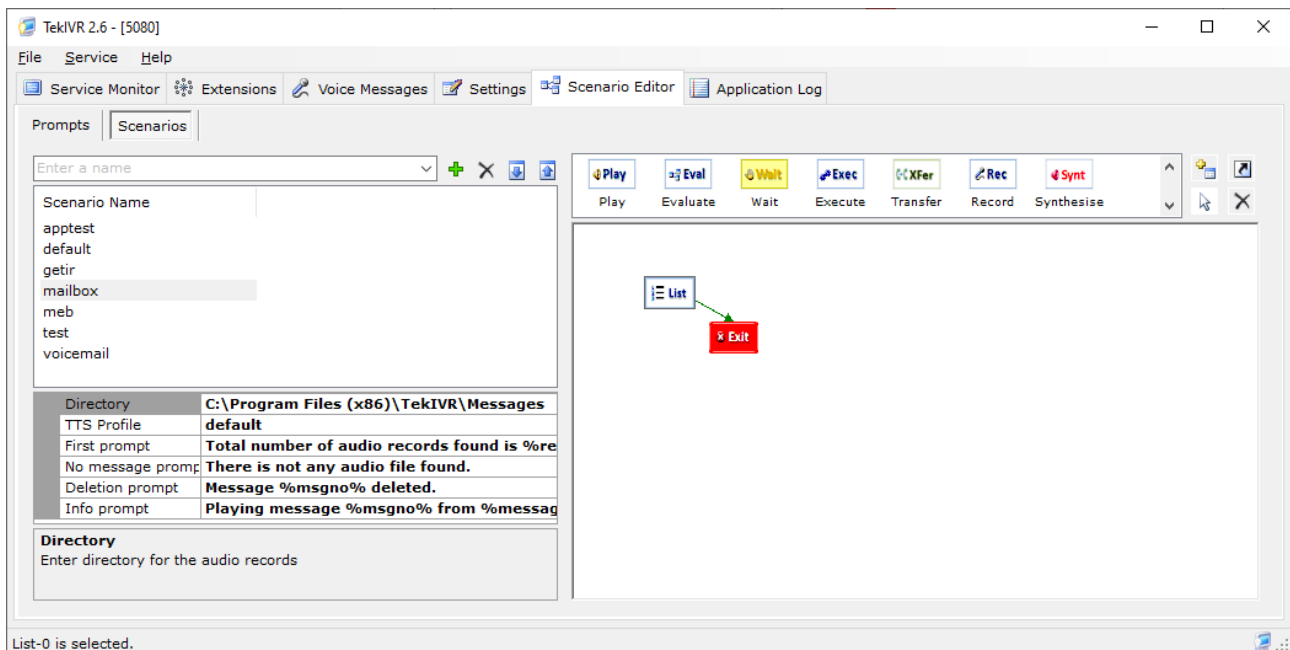 TekIVR 2.6 - [5080]
File Service Help
Service Monitor Extensions Voice Messages Settings Scenario Editor Application Log
Prompts Scenarios
Enter a name
Scenario Name
apptest
default
getir
mailbox
meb
test
voicemail
Directory C:\Program Files (x86)\TekIVR\Messages
TTS Profile default
First prompt Total number of audio records found is %re
No message promp There is not any audio file found.
Deletion prompt Message %msgno% deleted.
Info prompt Playing message %msgno% from %messag
Directory
Enter directory for the audio records
Play Eval Wait Exec XFer Rec Synt
Play Evaluate Wait Execute Transfer Record Synthesise
List
Exit
List-0 is selected.